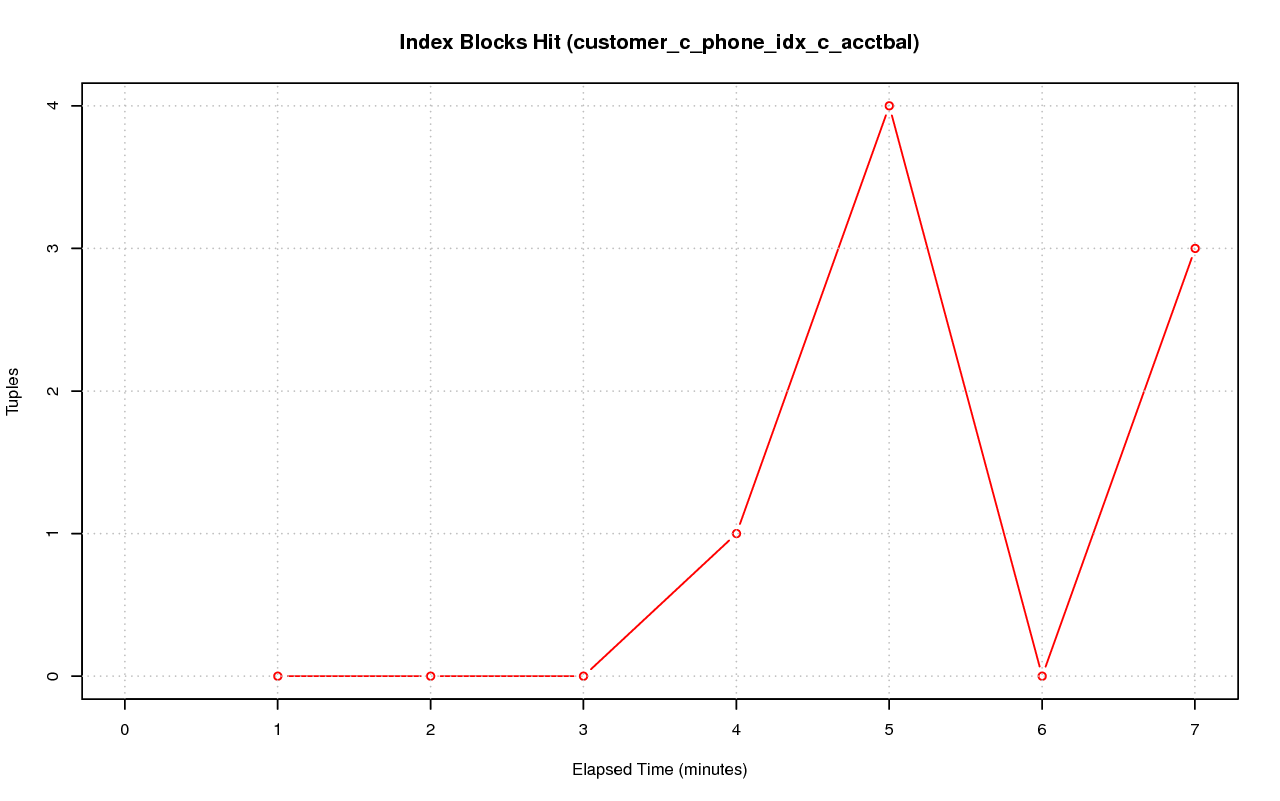 Index Blocks Hit (customer_c_phone_idx_c_acctbal)
4
3
2
1
0
Tuples
0 1 2 3 4 5 6 7
Elapsed Time (minutes)